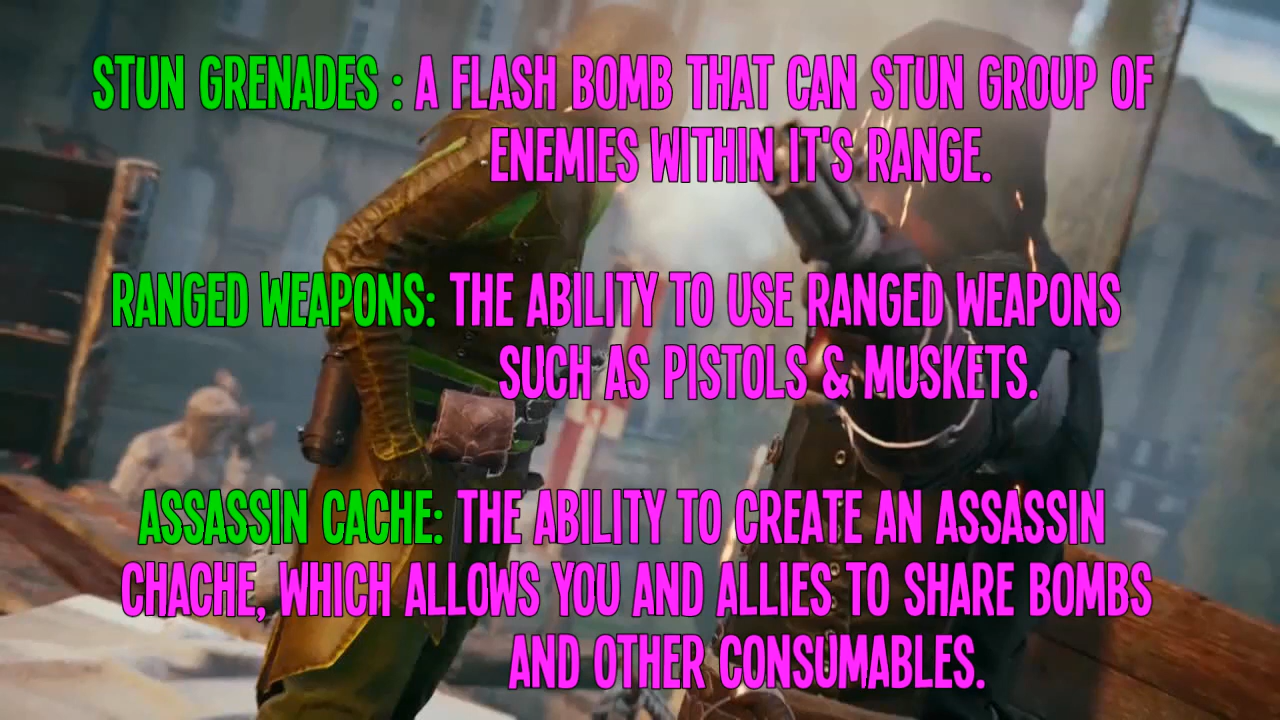 STUN GRENADES : A FLASH BOMB THAT CAN STUN GROUP OF
ENEMIES WITHIN IT'S RANGE.
RANGED WEAPONS: THE ABILITY TO USE RANGED WEAPONS
SUCH AS PISTOLS & MUSKETS.
ASSASSIN CACHE: THE ABILITY TO CREATE AN ASSASSIN
CHACHE, WHICH ALLOWS YOU AND ALLIES TO SHARE BOMBS
AND OTHER CONSUMABLES.